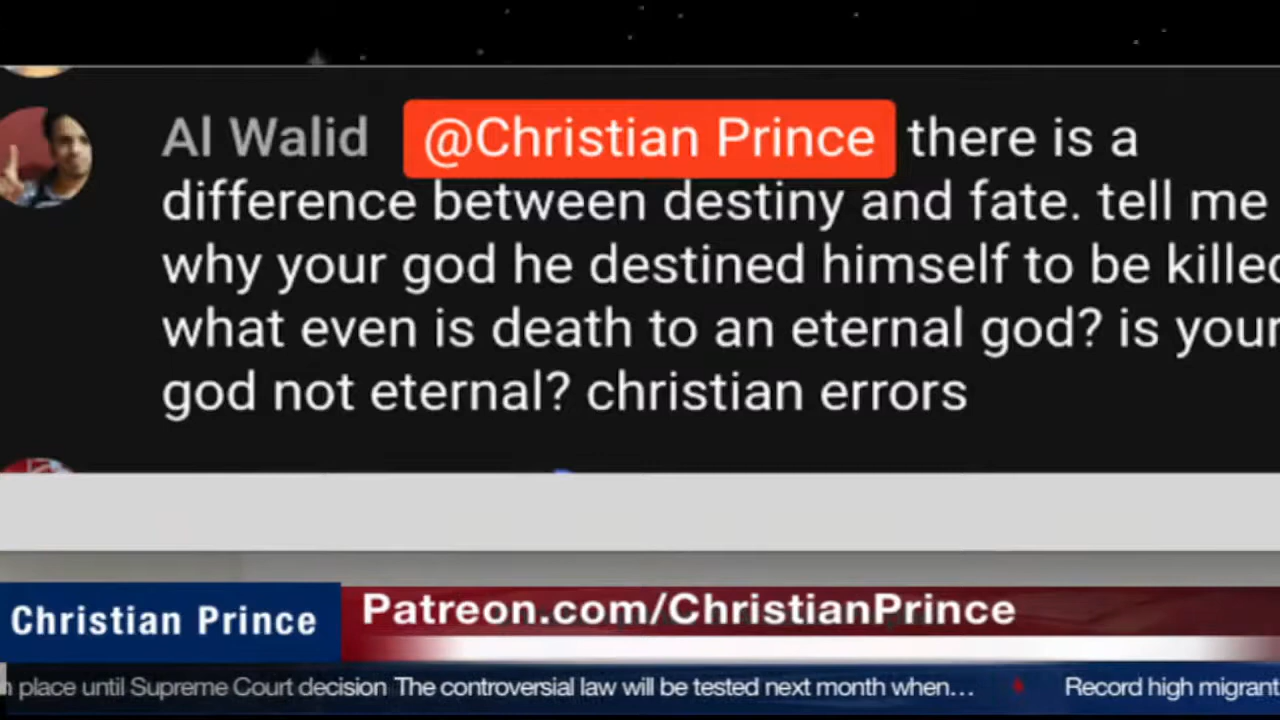 Al Walid @Christian Prince there is a
difference between destiny and fate. tell me
why your god he destined himself to be killed
what even is death to an eternal god? is your
god not eternal? christian errors
Christian Prince
Patreon.com/ChristianPrince
place until Supreme Court decision The controversial law will be tested next month when... Record high migrant